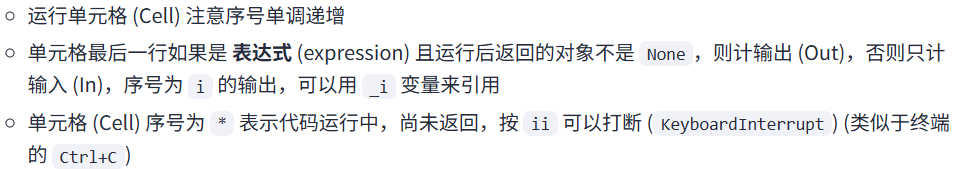 运行单元格 (Cell) 注意序号单调递增
单元格最后一行如果是 表达式 (expression) 且运行后返回的对象不是 None ，则计输出 (Out)，否则只计
输入 (In)，序号为 i 的输出，可以用 _i 变量来引用
单元格 (Cell) 序号为 * 表示代码运行中，尚未返回，按 ii 可以打断 ( KeyboardInterrupt ) (类似于终端
的 Ctrl+C )